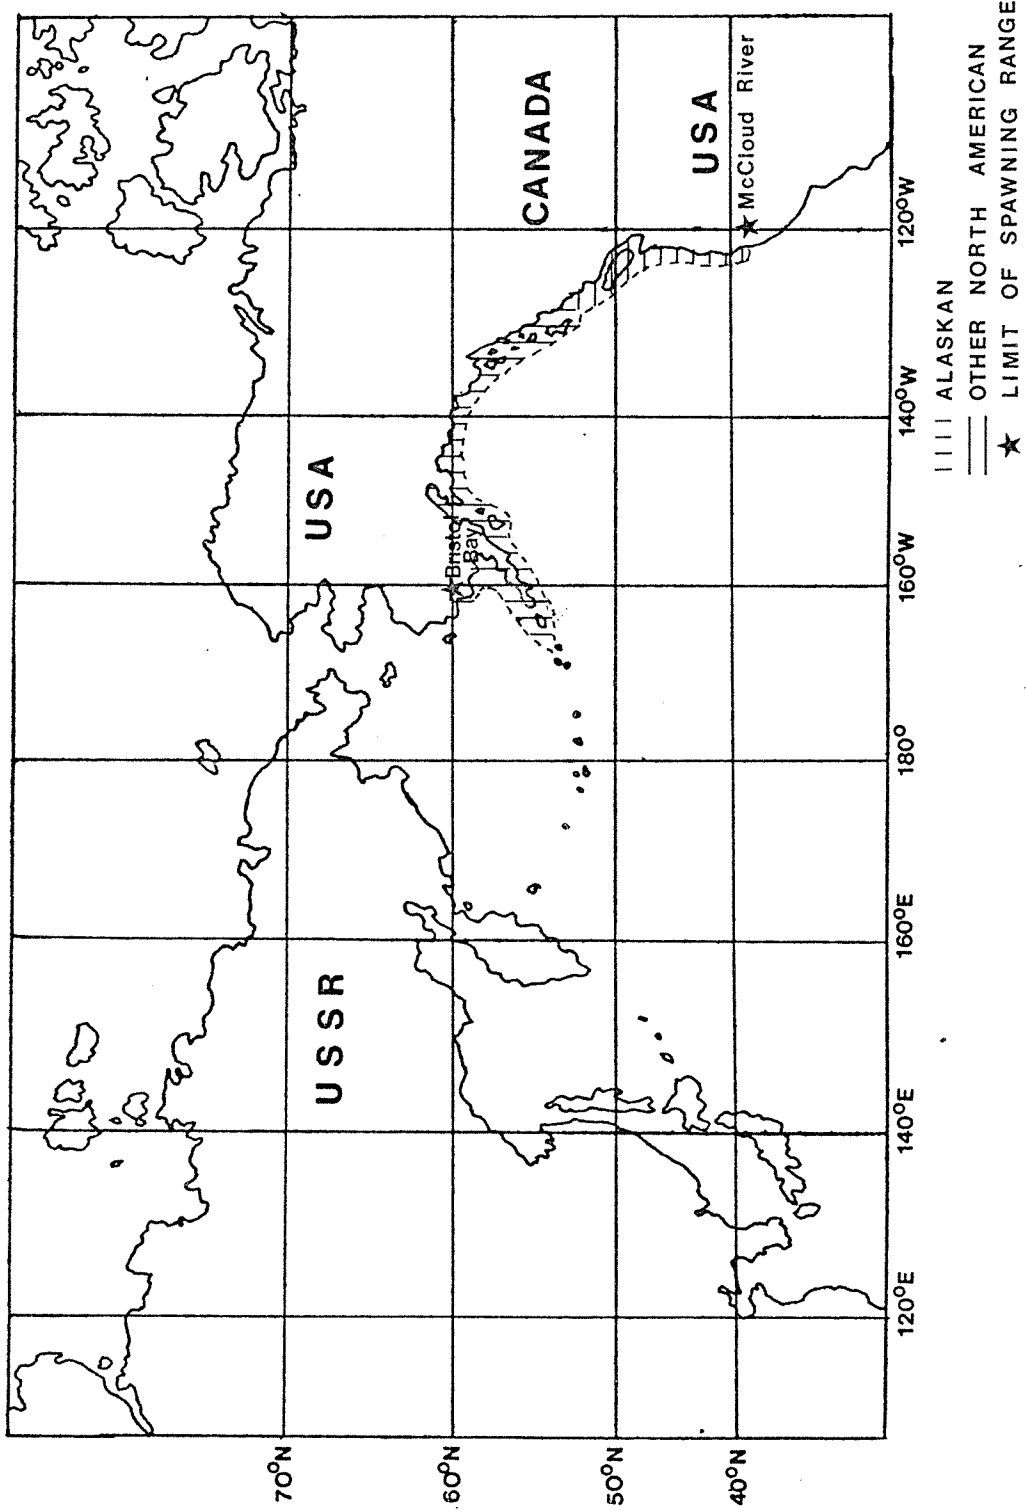 USSR
USA
CANADA
USA
Bristol
Bay
McCloud River
70°N
60°N
50°N
40°N
120°E
140°E
160°E
180°
160°W
140°W
120°W
ALASKAN
OTHER NORTH AMERICAN
LIMIT OF SPAWNING RANGE